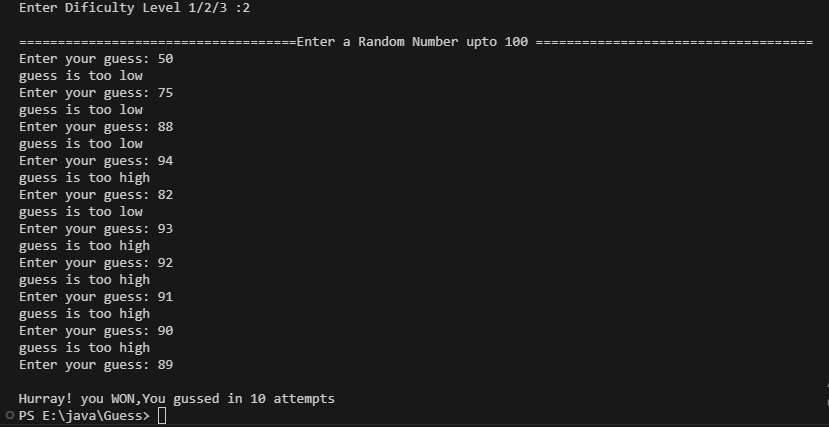 Enter Dificulty Level 1/2/3 :2
====================================Enter a Random Number upto 100 ====================================
Enter your guess: 50
guess is too low
Enter your guess: 75
guess is too low
Enter your guess: 88
guess is too low
Enter your guess: 94
guess is too high
Enter your guess: 82
guess is too low
Enter your guess: 93
guess is too high
Enter your guess: 92
guess is too high
Enter your guess: 91
guess is too high
Enter your guess: 90
guess is too high
Enter your guess: 89
Hurray! you WON,You gussed in 10 attempts
PS E:\java\Guess>